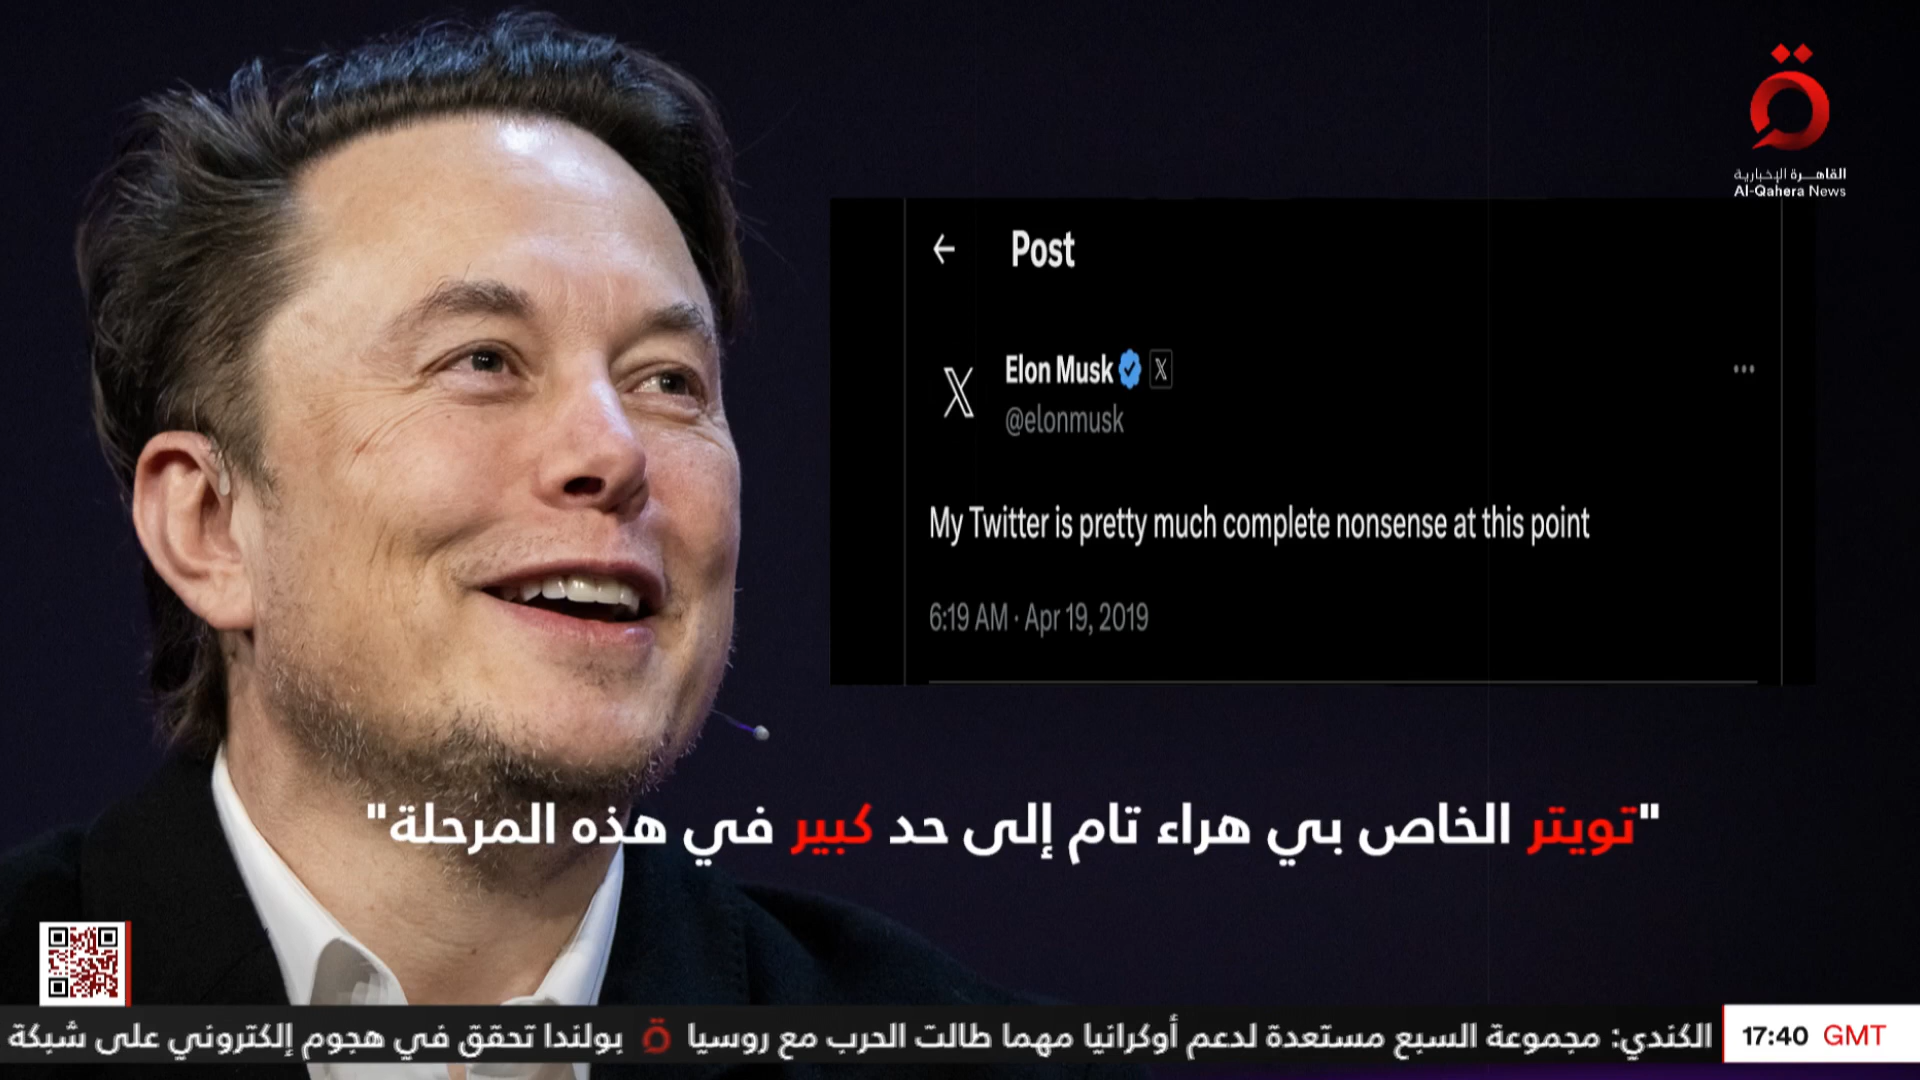 القاهرة الإخبارية
Al-Qahera News
Post
Elon Musk
@elonmusk
My Twitter is pretty much complete nonsense at this point
6:19 AM · Apr 19, 2019
"تويتر الخاص بي هراء تام إلى حد كبير في هذه المرحلة"
الكندي: مجموعة السبع مستعدة لدعم أوكرانيا مهما طالت الحرب مع روسيا بولندا تحقق في هجوم إلكتروني على شبكة
17:40 GMT